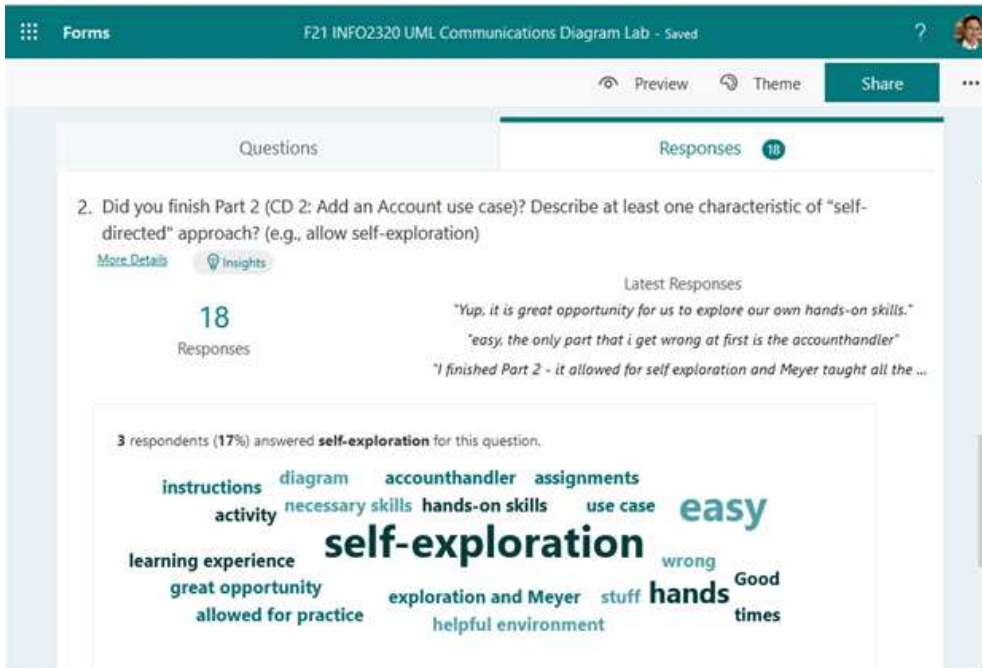 Forms
F21 INFO2320 UML Communications Diagram Lab - Saved
?
Preview
Theme
Share
...
Questions
Responses 18
2. Did you finish Part 2 (CD 2: Add an Account use case)? Describe at least one characteristic of "self-
directed" approach? (e.g., allow self-exploration)
More Details
Insights
18
Responses
Latest Responses
"Yup, it is great opportunity for us to explore our own hands-on skills."
"easy, the only part that i get wrong at first is the accounthandler"
"I finished Part 2 - it allowed for self exploration and Meyer taught all the ...
3 respondents (17%) answered self-exploration for this question.
instructions diagram accounthandler assignments
activity necessary skills hands-on skills use case easy
self-exploration
learning experience wrong
great opportunity exploration and Meyer stuff hands Good
allowed for practice helpful environment times